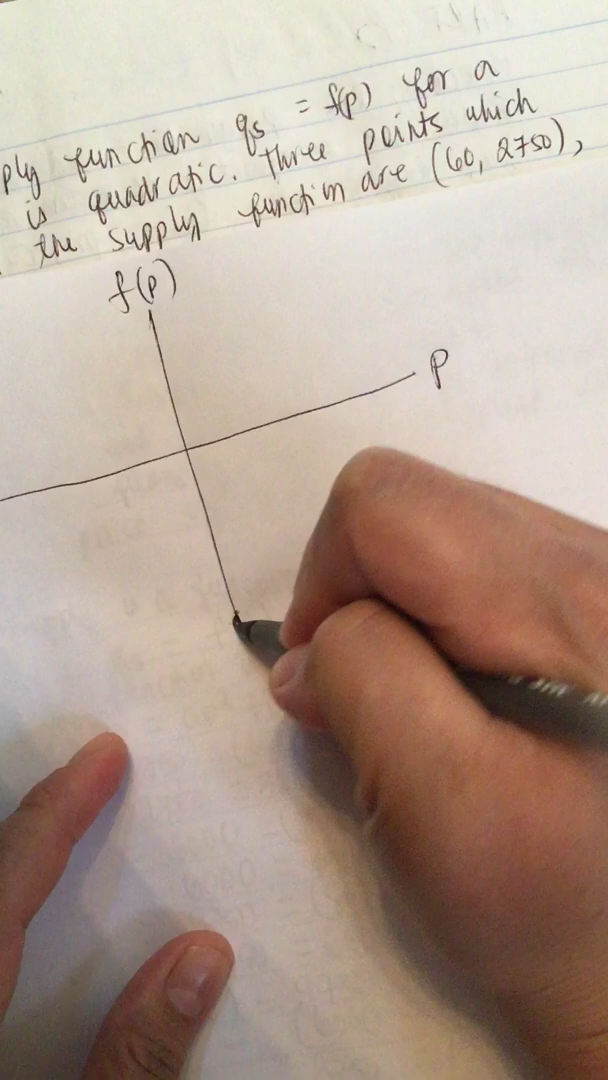 ply function qs = f(p) for a
is quadratic. Three points which
the supply function are (60, 2750),
f(p)
P